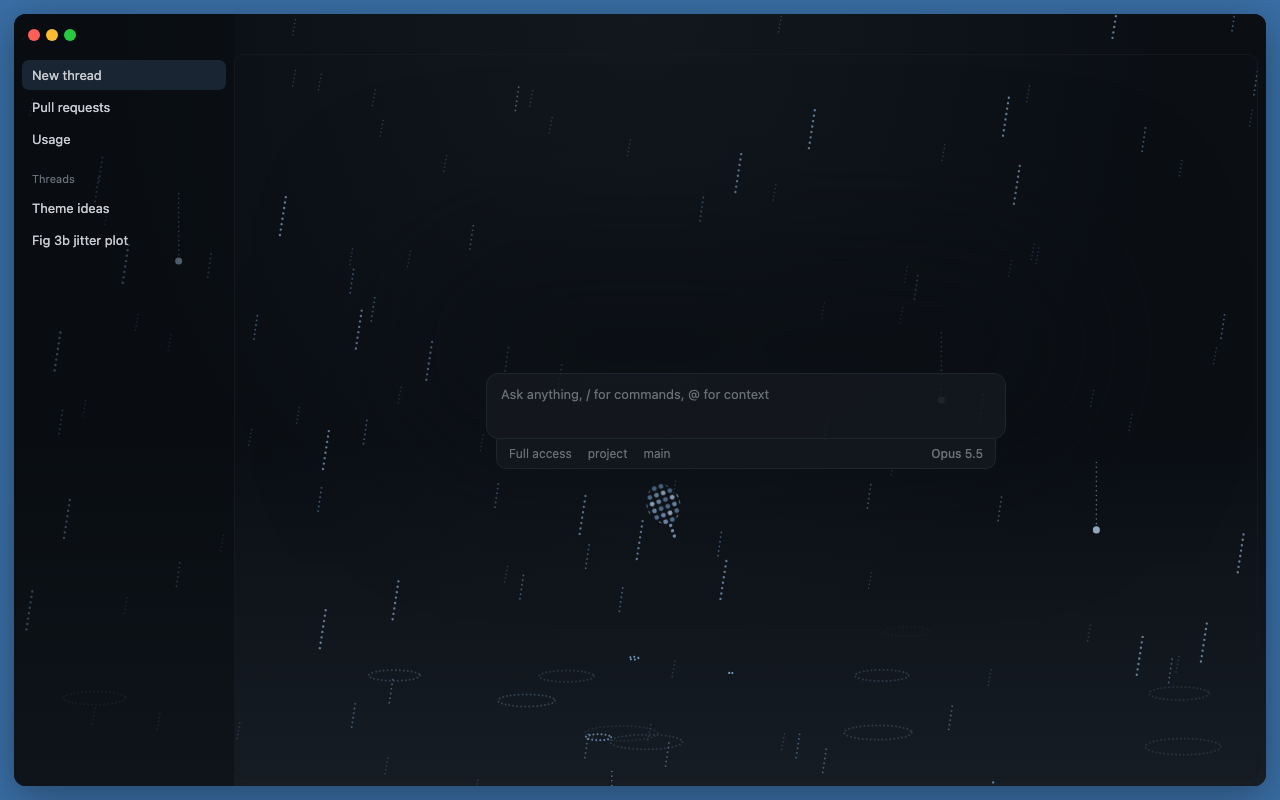 New thread
Pull requests
Usage
Threads
Theme ideas
Fig 3b jitter plot
Ask anything, / for commands, @ for context
Full access project main Opus 5.5